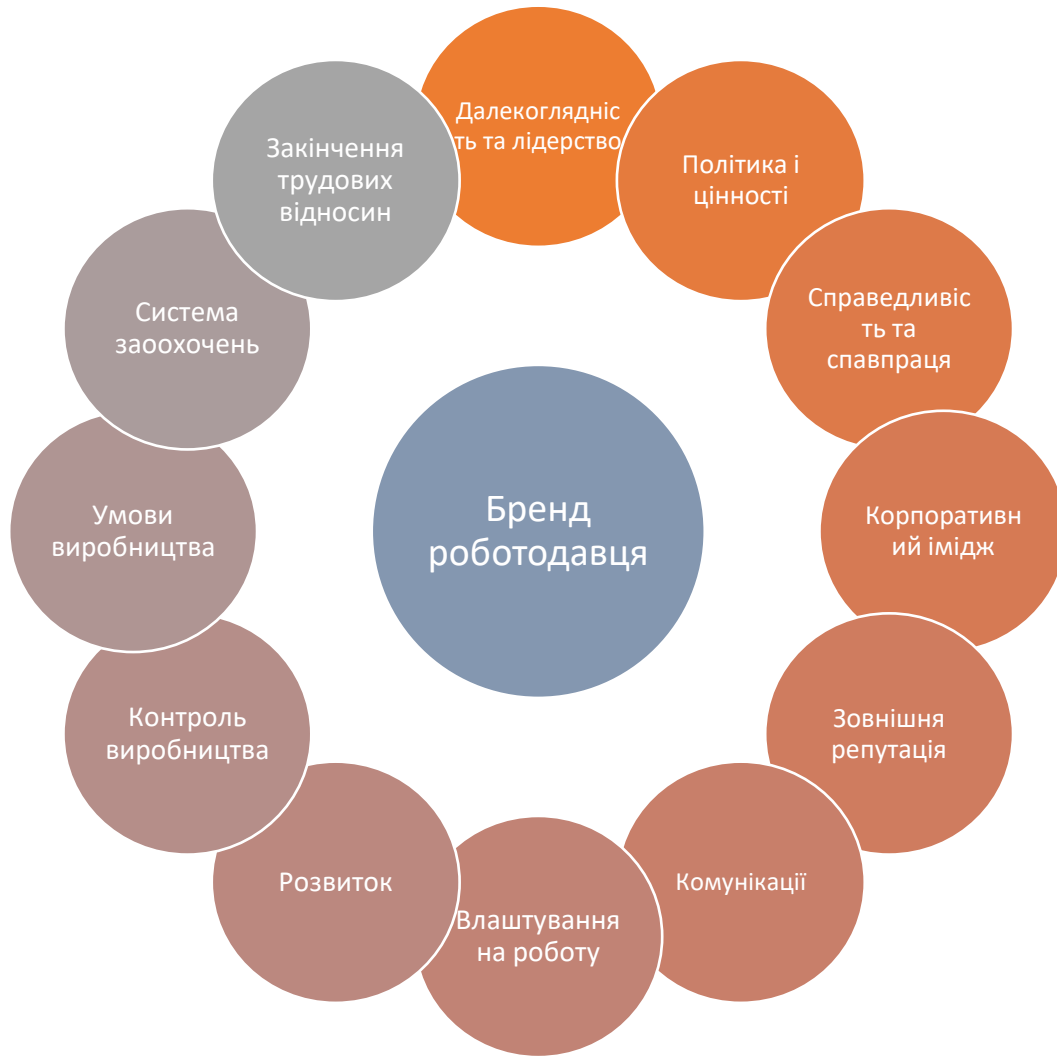 Далекогляднiс
ть та лідерство
Політика і
цінності
Справедливіс
ть та
спавпраця
Корпоративн
ий імідж
Зовнішня
репутація
Комунікації
Влаштування
на роботу
Розвиток
Контроль
виробництва
Умови
виробництва
Система
заоохочень
Закінчення
трудових
відносин
Бренд
роботодавця